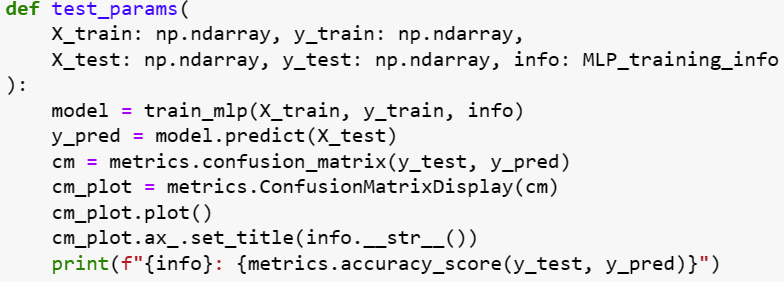 def test_params(
    X_train: np.ndarray, y_train: np.ndarray,
    X_test: np.ndarray, y_test: np.ndarray, info: MLP_training_info
):
    model = train_mlp(X_train, y_train, info)
    y_pred = model.predict(X_test)
    cm = metrics.confusion_matrix(y_test, y_pred)
    cm_plot = metrics.ConfusionMatrixDisplay(cm)
    cm_plot.plot()
    cm_plot.ax_.set_title(info.__str__())
    print(f"{info}: {metrics.accuracy_score(y_test, y_pred)}")